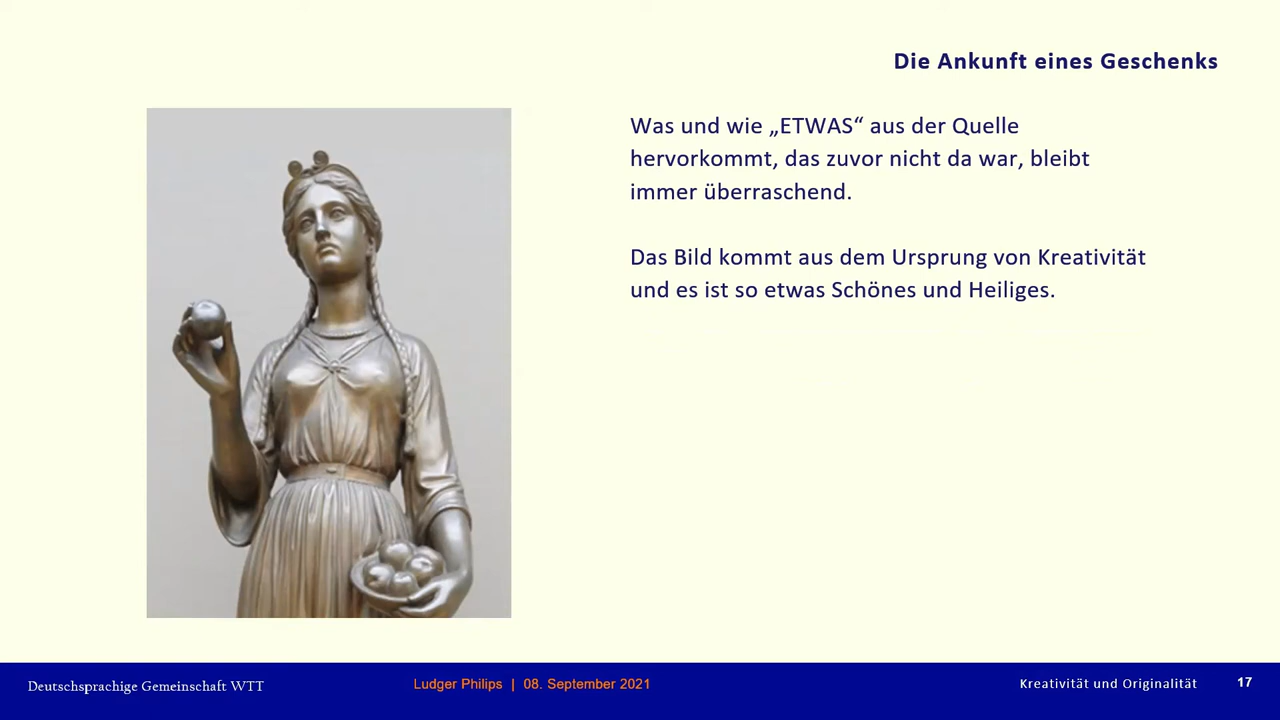 Die Ankunft eines Geschenks
Was und wie „ETWAS“ aus der Quelle
hervorkommt, das zuvor nicht da war, bleibt
immer überraschend.
Das Bild kommt aus dem Ursprung von Kreativität
und es ist so etwas Schönes und Heiliges.
Deutschsprachige Gemeinschaft WTT
Ludger Philips | 08. September 2021
Kreativität und Originalität
17